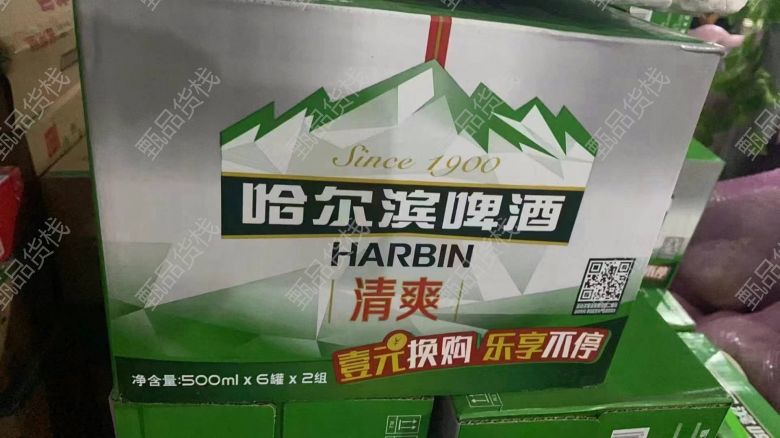 Since 1900
哈尔滨啤酒
HARBIN
清爽
壹元换购 乐享不停
净含量:500ml x 6罐 x 2组
甄品货栈